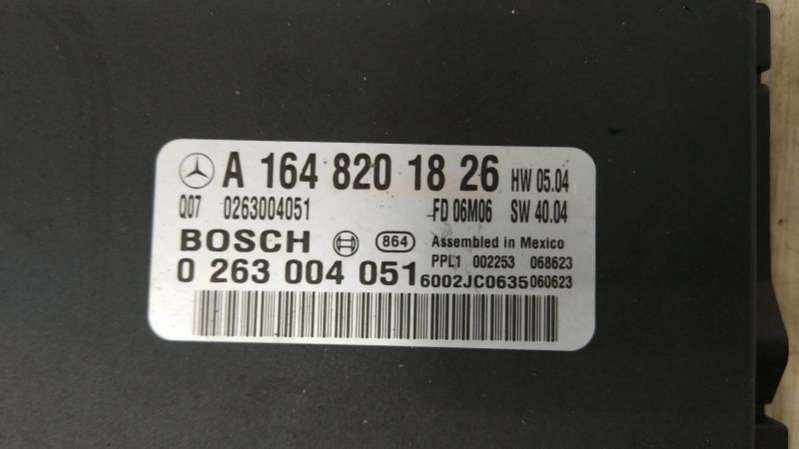 A 164 820 18 26 HW 05.04
Q07 0263004051 FD 06M06 SW 40.04
BOSCH 864 Assembled in Mexico
PPL1 002253 068623
0 263 004 051 6002JC0635 060623